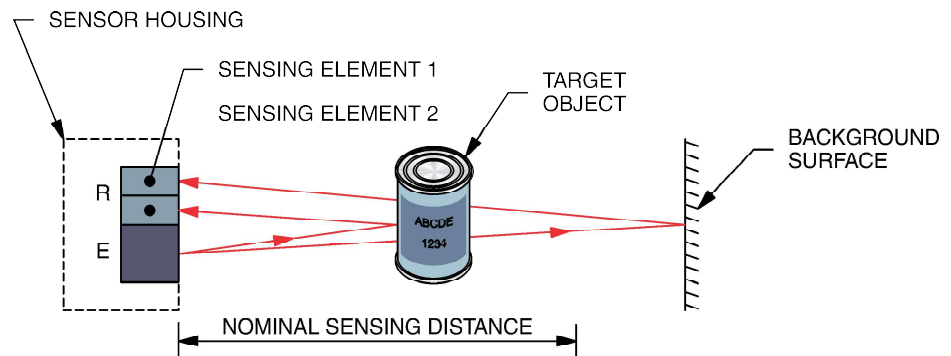 SENSOR HOUSING
SENSING ELEMENT 1
SENSING ELEMENT 2
TARGET
OBJECT
BACKGROUND
SURFACE
R
E
ABCDE
1234
NOMINAL SENSING DISTANCE